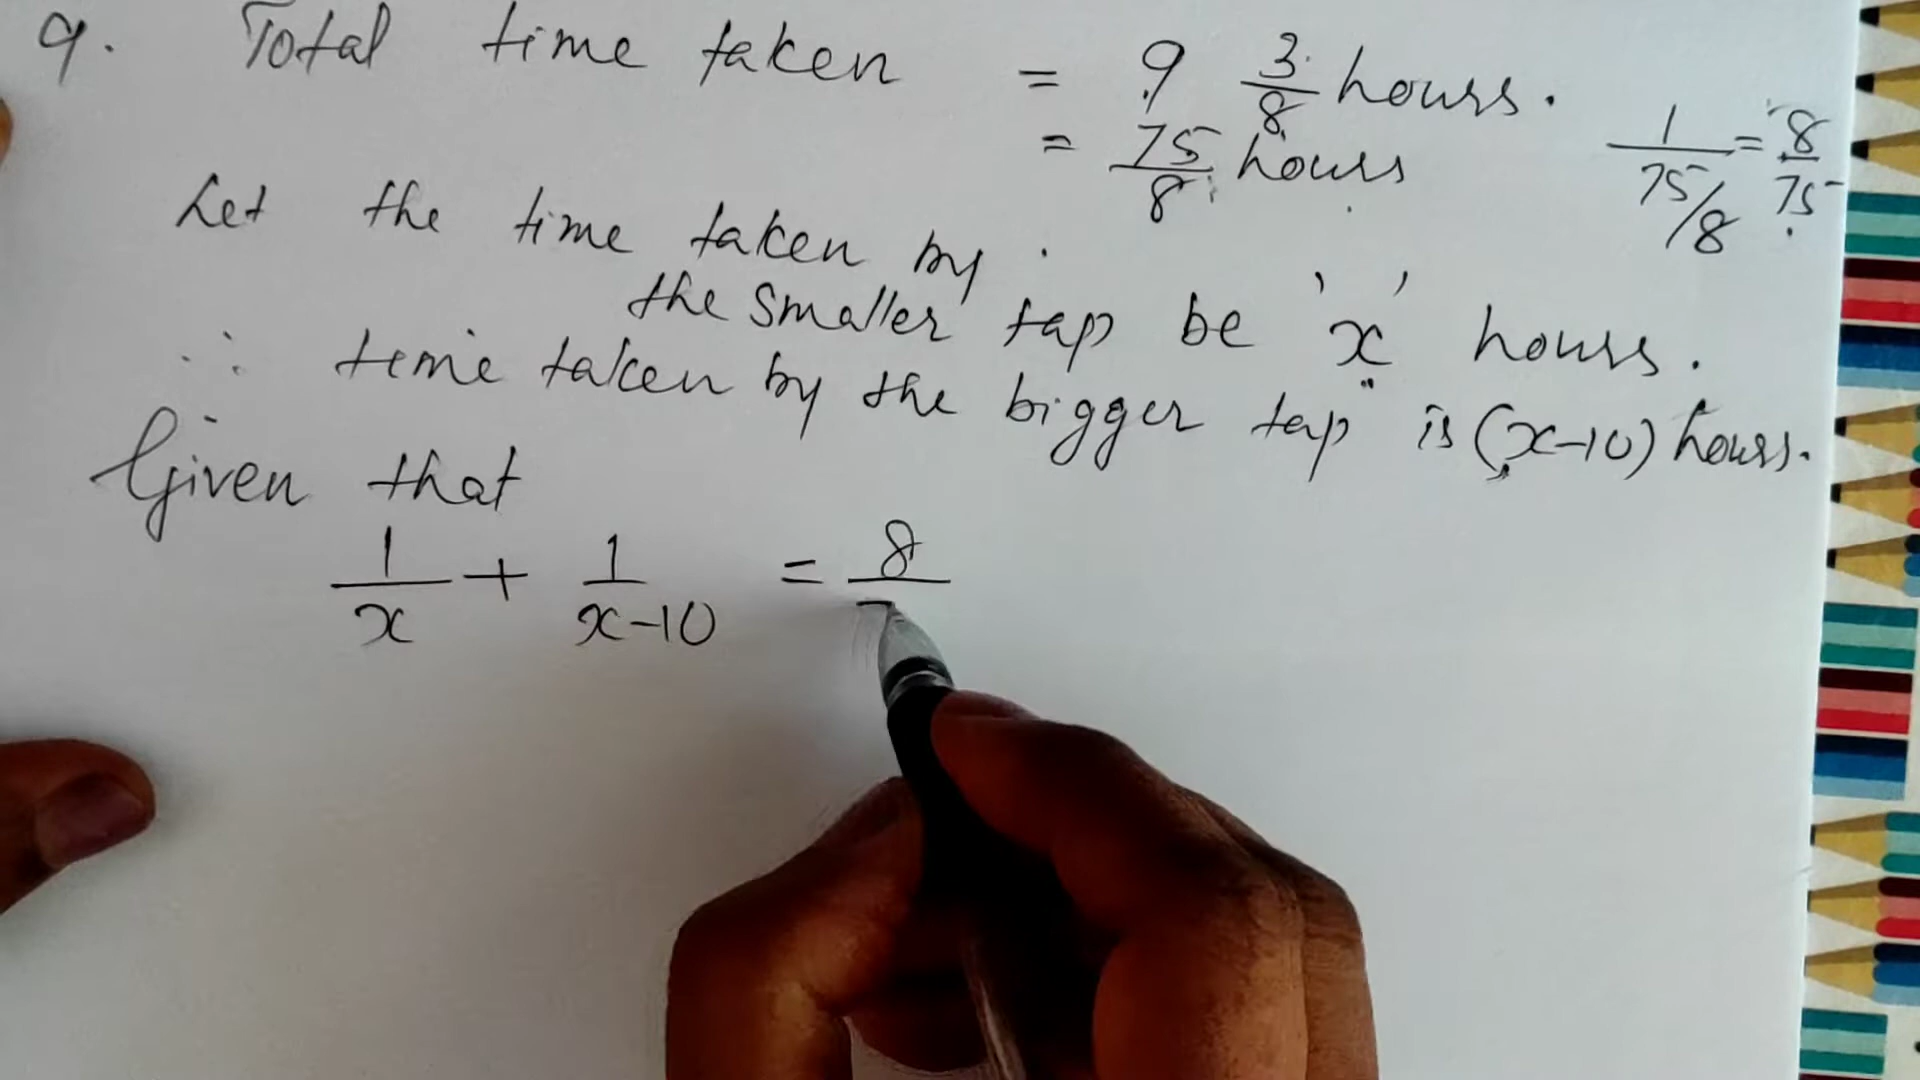 9. Total time taken = 9 3/8 hours.
= 75/8 hours
1/75/8 = 8/75
Let the time taken by
the smaller tap be 'x' hours.
∴ time taken by the bigger tap is (x-10) hours.
Given that
1/x + 1/x-10 = 8/7